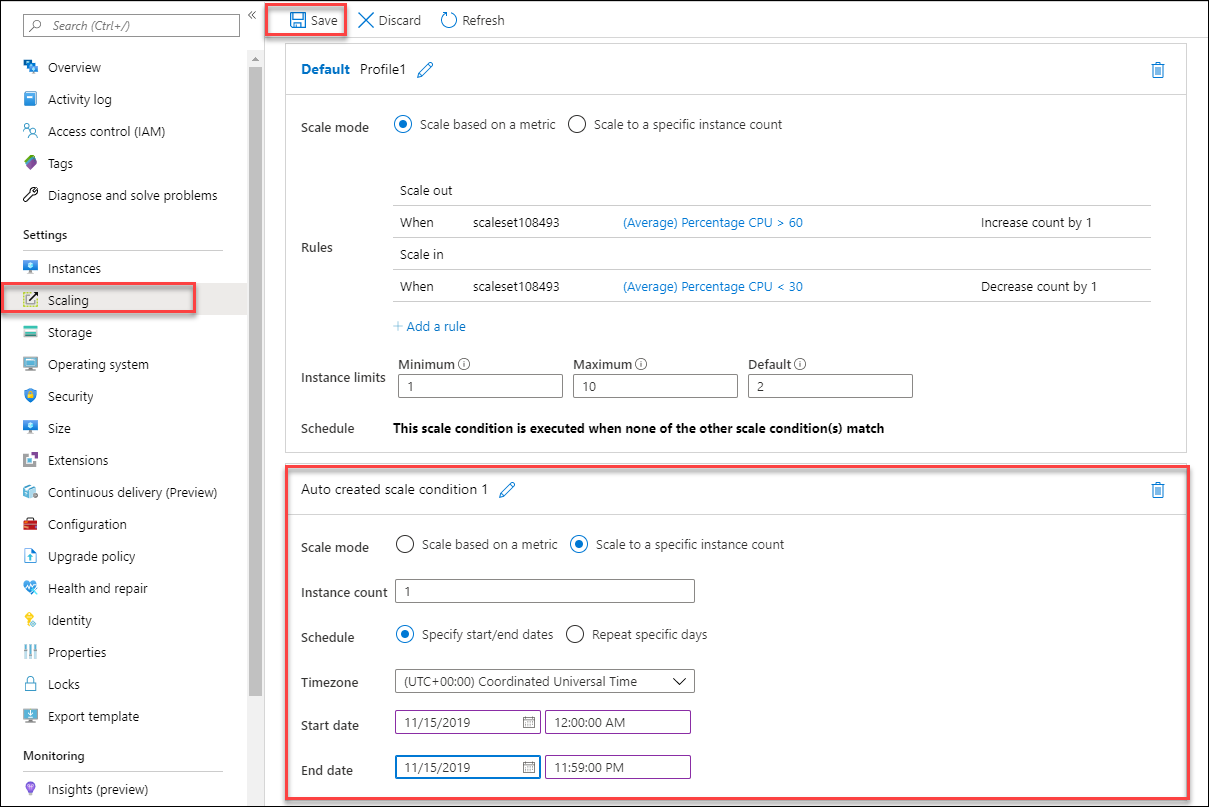 Search (Ctrl+/)
«
Overview
Activity log
Access control (IAM)
Tags
Diagnose and solve problems
Settings
Instances
Scaling
Storage
Operating system
Security
Size
Extensions
Continuous delivery (Preview)
Configuration
Upgrade policy
Health and repair
Identity
Properties
Locks
Export template
Monitoring
Insights (preview)
Save Discard Refresh
Default Profile1
Scale mode Scale based on a metric Scale to a specific instance count
Rules
Scale out
When scaleset108493 (Average) Percentage CPU > 60 Increase count by 1
Scale in
When scaleset108493 (Average) Percentage CPU < 30 Decrease count by 1
+ Add a rule
Instance limits
Minimum Maximum Default
1 10 2
Schedule This scale condition is executed when none of the other scale condition(s) match
Auto created scale condition 1
Scale mode Scale based on a metric Scale to a specific instance count
Instance count 1
Schedule Specify start/end dates Repeat specific days
Timezone (UTC+00:00) Coordinated Universal Time
Start date 11/15/2019 12:00:00 AM
End date 11/15/2019 11:59:00 PM